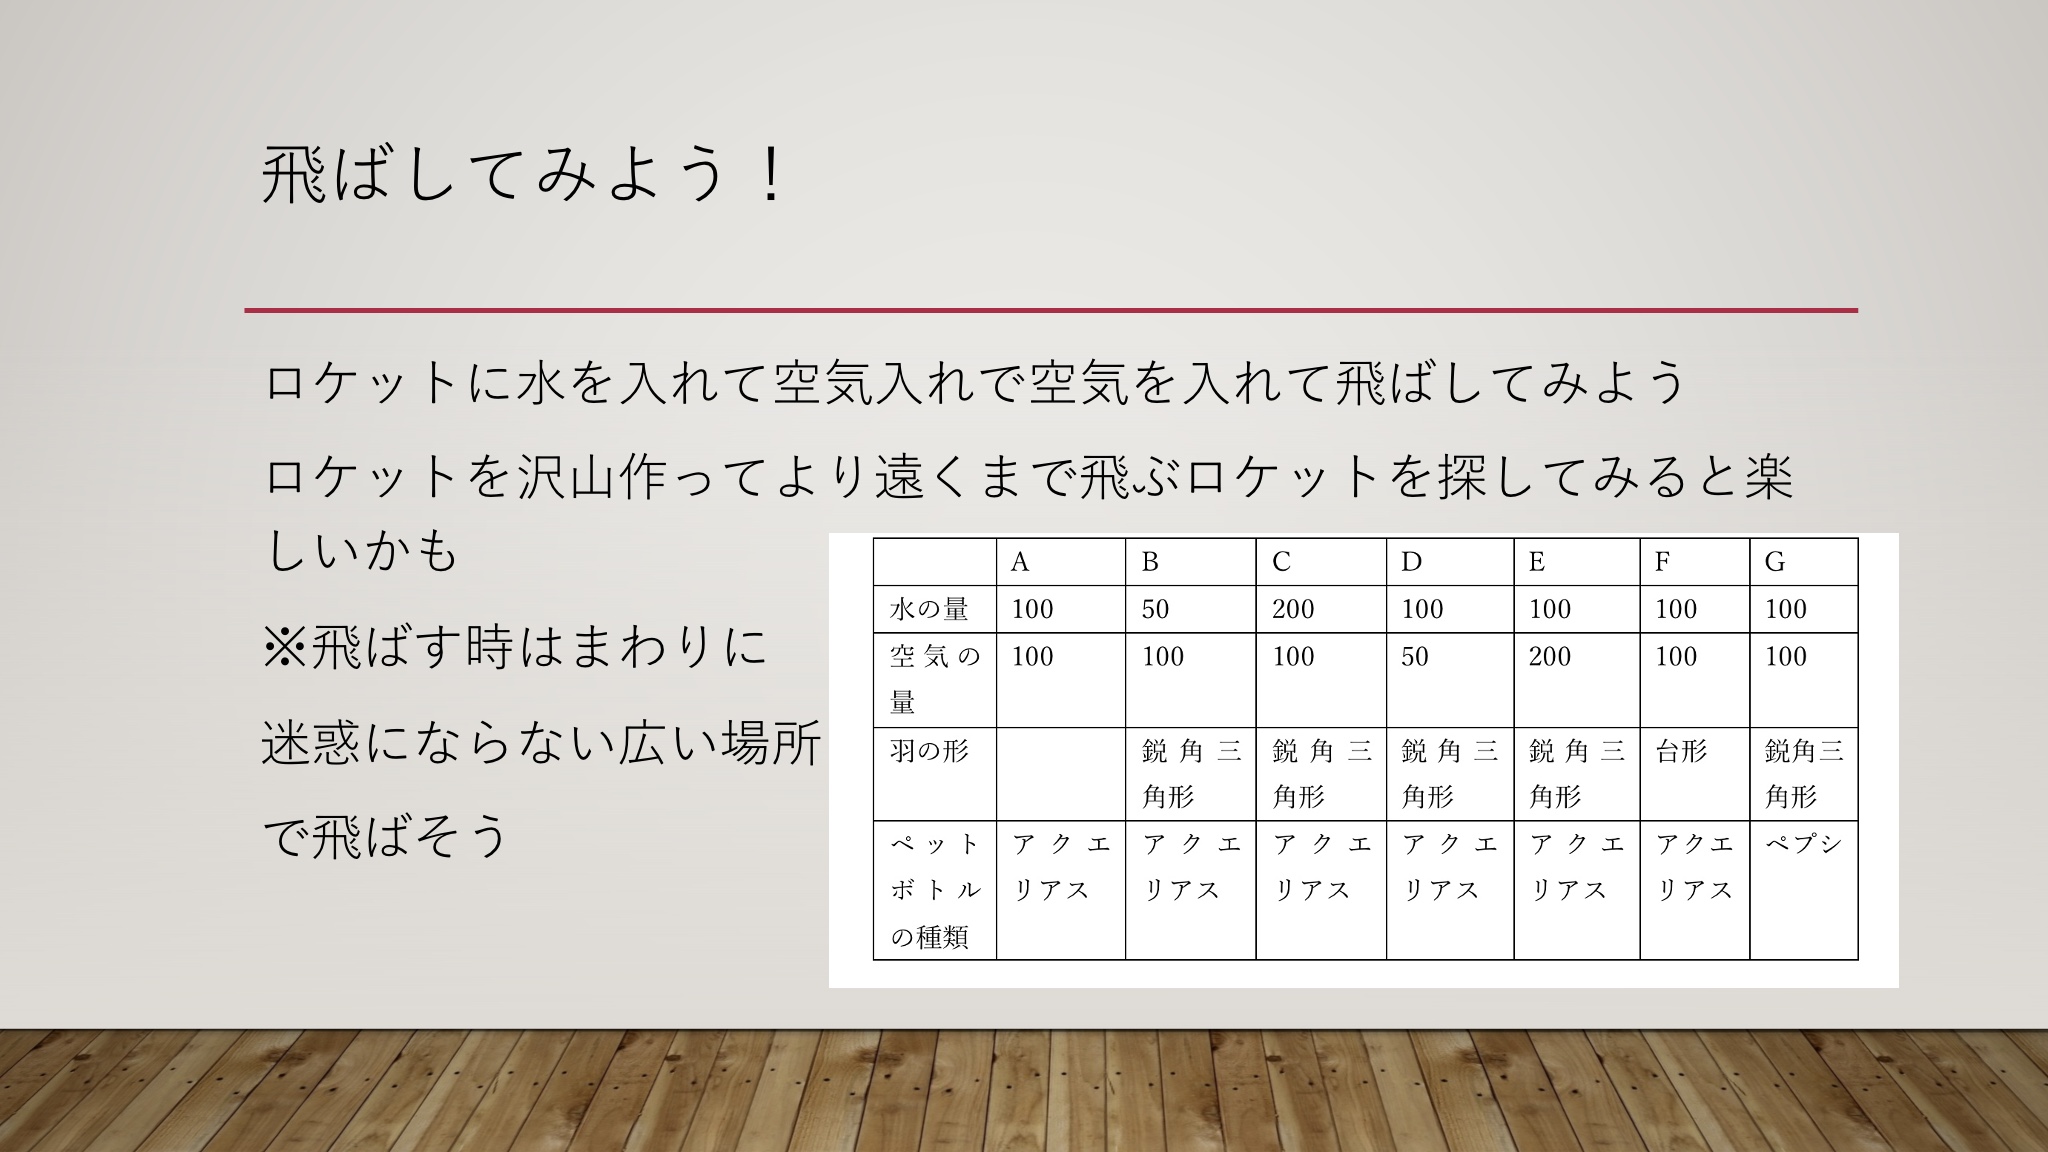 飛ばしてみよう！
ロケットに水を入れて空気入れで空気を入れて飛ばしてみよう
ロケットを沢山作ってより遠くまで飛ぶロケットを探してみると楽
しいかも
※飛ばす時はまわりに
迷惑にならない広い場所
で飛ばそう
A B C D E F G
水の量 100 50 200 100 100 100 100
空気の量 100 100 100 50 200 100 100
羽の形 鋭角三角形 鋭角三角形 鋭角三角形 鋭角三角形 台形 鋭角三角形
ペットボトルの種類 アクエリアス アクエリアス アクエリアス アクエリアス アクエリアス アクエリアス ペプシ